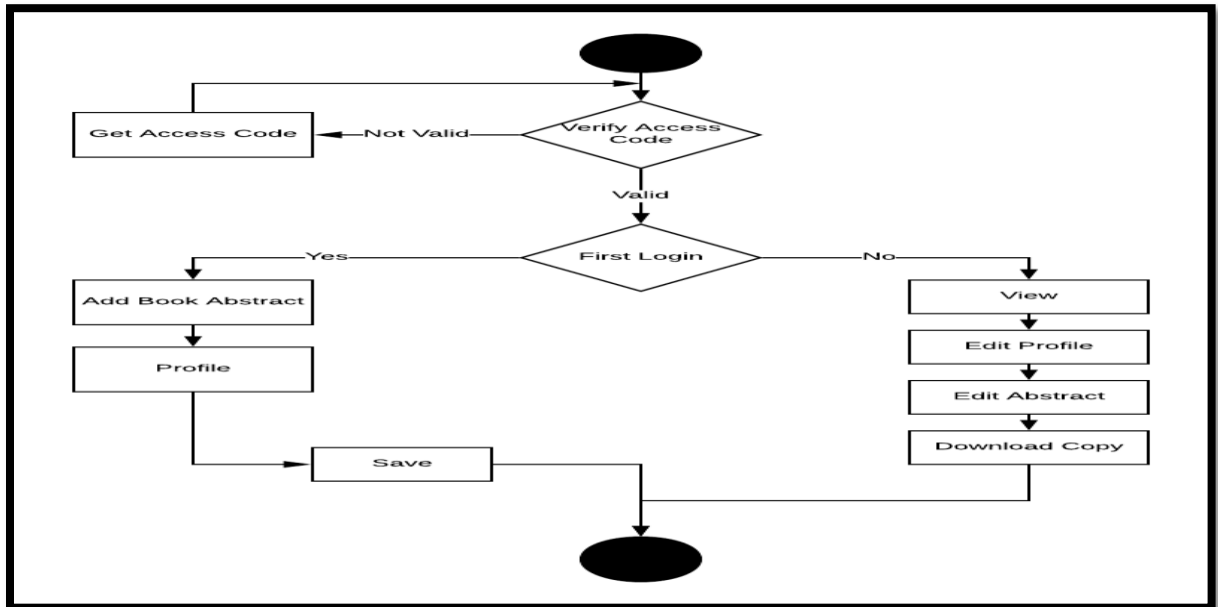 Get Access Code
Not Valid
Verify Access
Code
Valid
Yes
First Login
No
Add Book Abstract
Profile
Save
View
Edit Profile
Edit Abstract
Download Copy